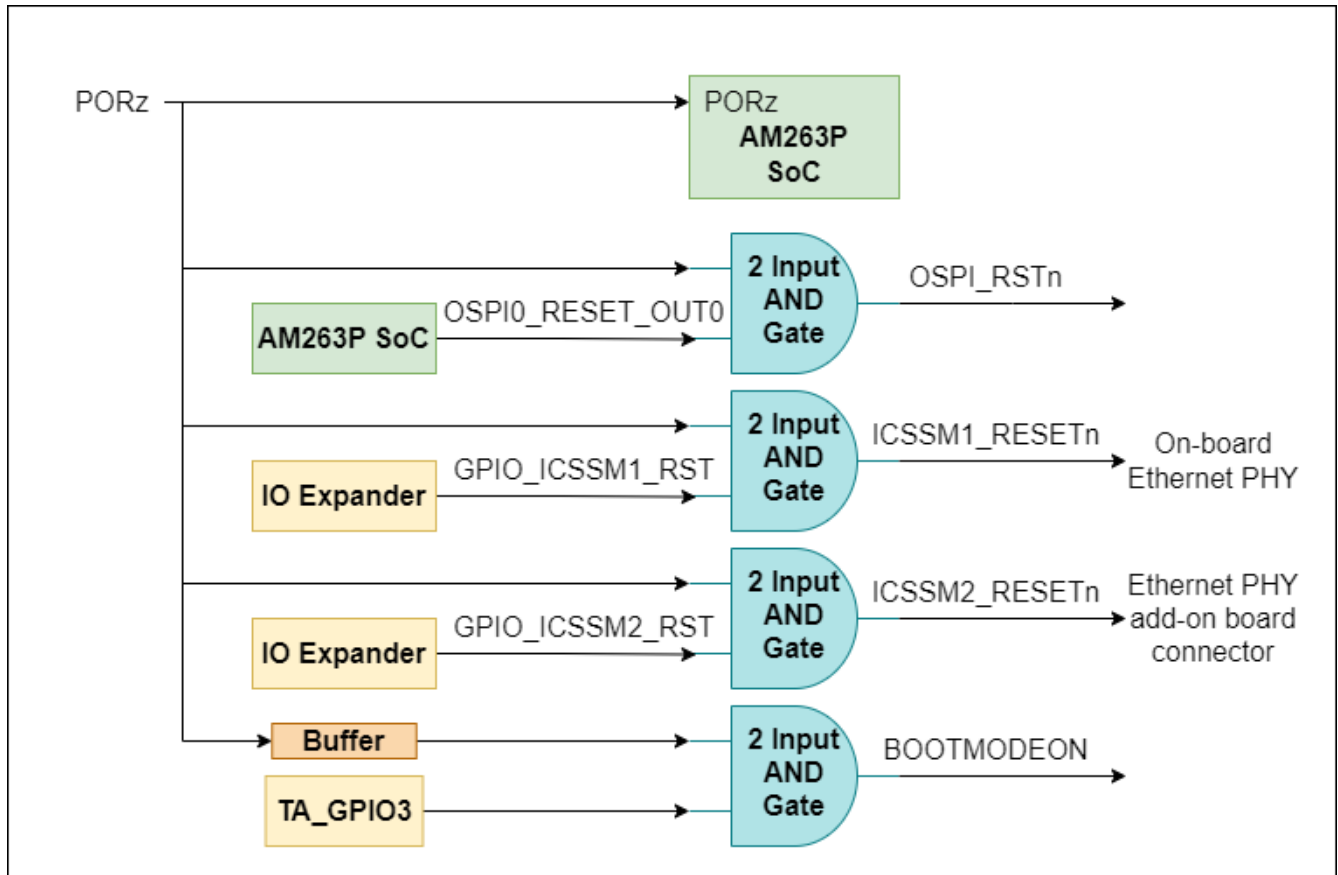 PORz
PORz
AM263P
SoC
2 Input
AND
Gate
OSPI_RSTn
OSPI0_RESET_OUT0
AM263P SoC
2 Input
AND
Gate
ICSSM1_RESETn
On-board
Ethernet PHY
GPIO_ICSSM1_RST
IO Expander
2 Input
AND
Gate
ICSSM2_RESETn
Ethernet PHY
add-on board
connector
GPIO_ICSSM2_RST
IO Expander
Buffer
2 Input
AND
Gate
BOOTMODEON
TA_GPIO3